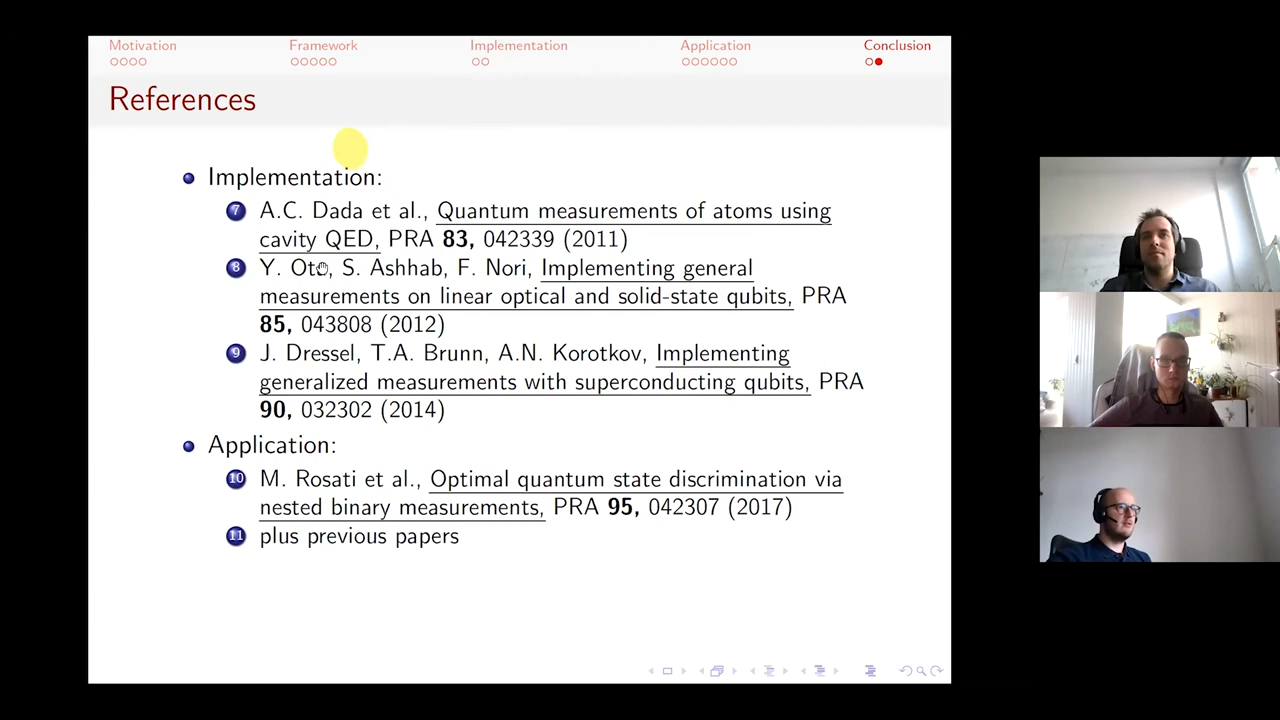 Motivation Framework Implementation Application Conclusion
References
Implementation:
7 A.C. Dada et al., Quantum measurements of atoms using
cavity QED, PRA 83, 042339 (2011)
8 Y. Oto, S. Ashhab, F. Nori, Implementing general
measurements on linear optical and solid-state qubits, PRA
85, 043808 (2012)
9 J. Dressel, T.A. Brunn, A.N. Korotkov, Implementing
generalized measurements with superconducting qubits, PRA
90, 032302 (2014)
Application:
10 M. Rosati et al., Optimal quantum state discrimination via
nested binary measurements, PRA 95, 042307 (2017)
11 plus previous papers